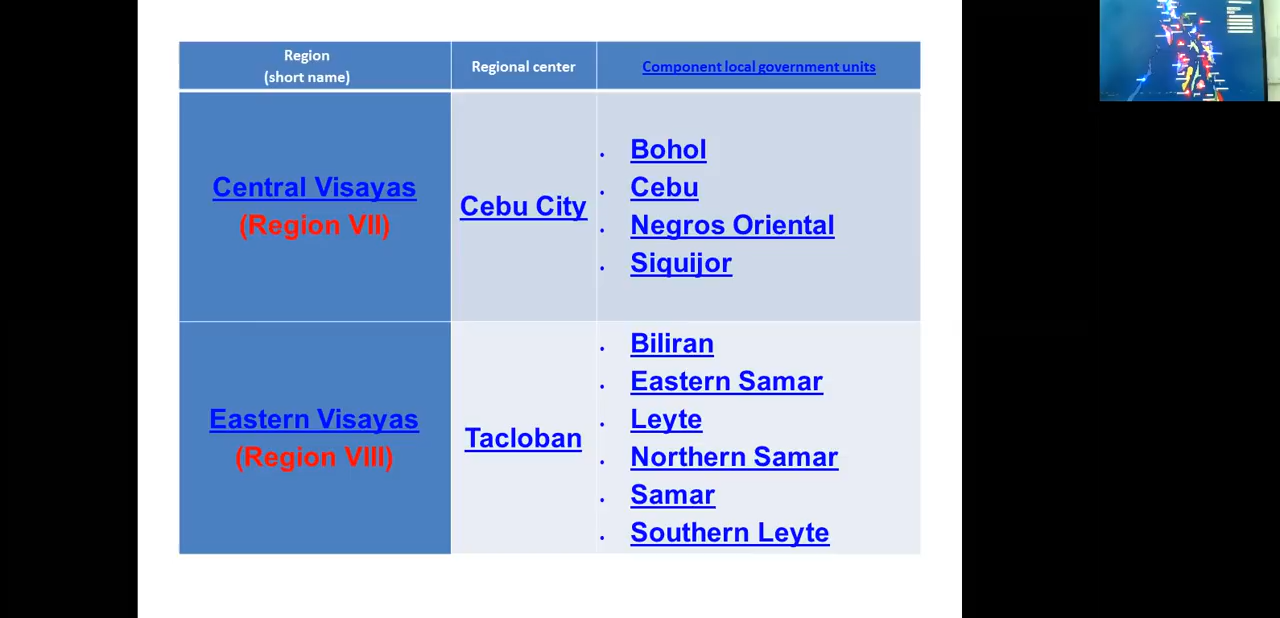 Region
(short name)
Regional center
Component local government units
Central Visayas
(Region VII)
Cebu City
• Bohol
• Cebu
• Negros Oriental
• Siquijor
Eastern Visayas
(Region VIII)
Tacloban
• Biliran
• Eastern Samar
• Leyte
• Northern Samar
• Samar
• Southern Leyte